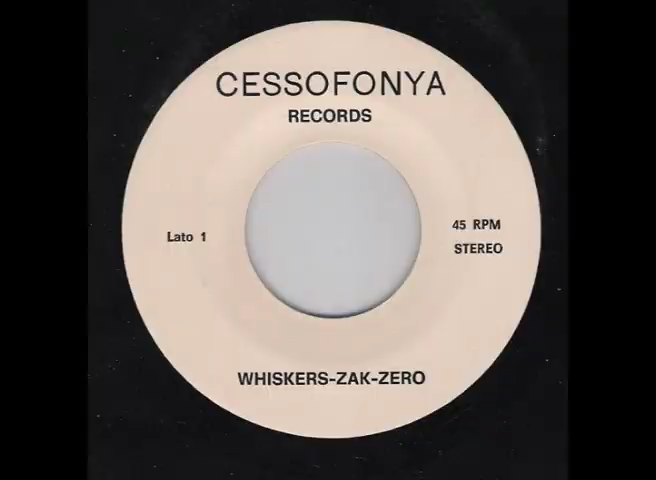 CESSOFONYA
RECORDS
Lato 1
45 RPM
STEREO
WHISKERS-ZAK-ZERO